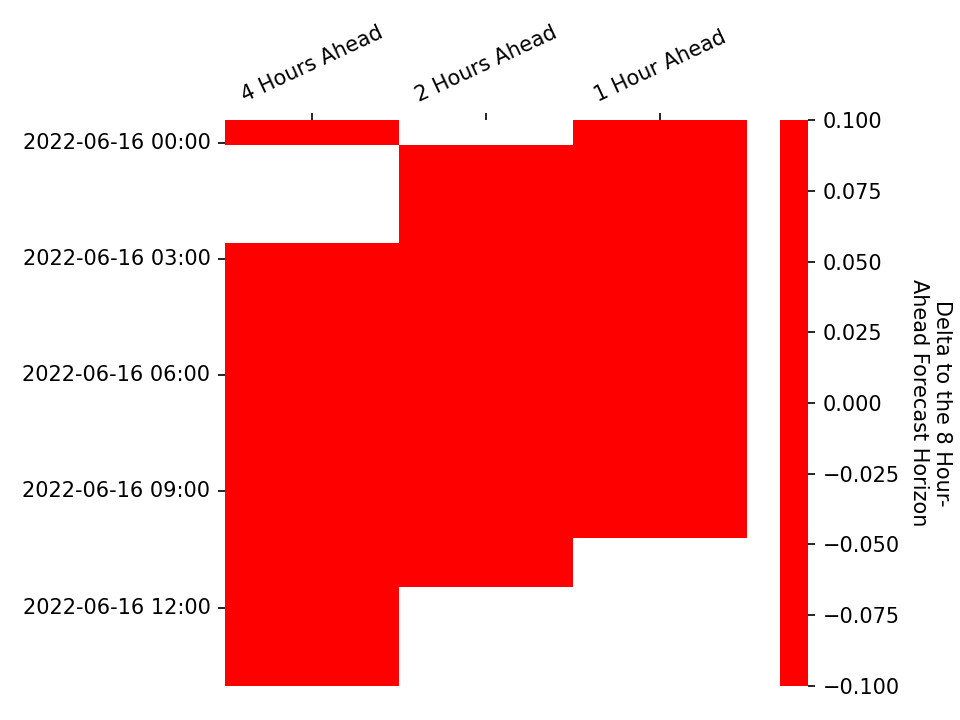 4 Hours Ahead
2 Hours Ahead
1 Hour Ahead
2022-06-16 00:00
2022-06-16 03:00
2022-06-16 06:00
2022-06-16 09:00
2022-06-16 12:00
0.100
0.075
0.050
0.025
0.000
−0.025
−0.050
−0.075
−0.100
Delta to the 8 Hour-
Ahead Forecast Horizon